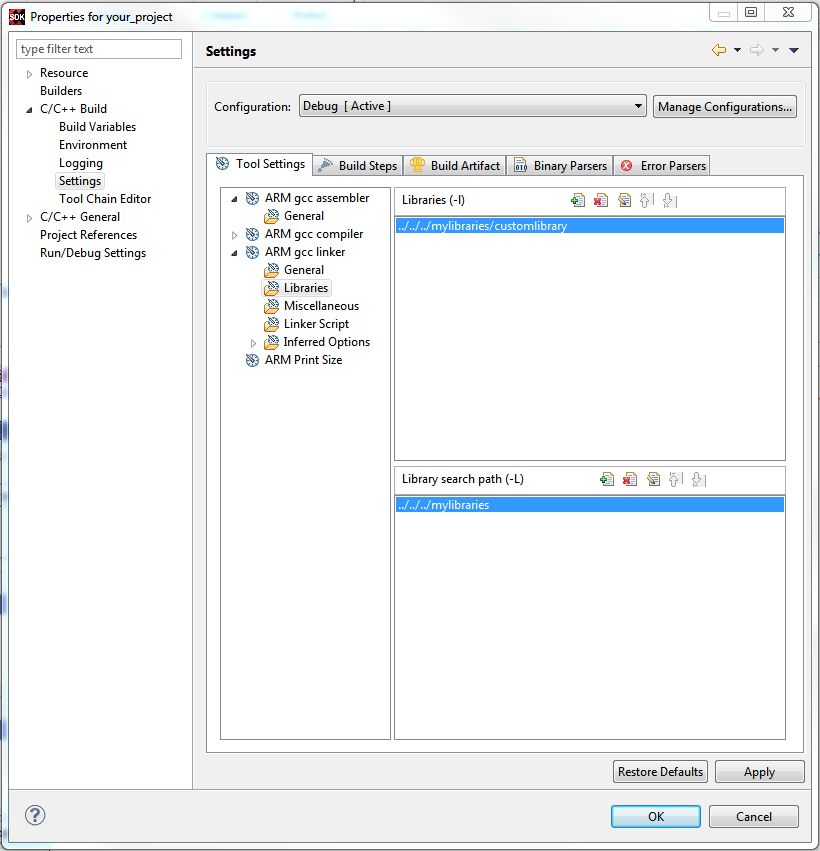 SDK Properties for your_project
type filter text
Settings
Resource
Builders
C/C++ Build
Build Variables
Environment
Logging
Settings
Tool Chain Editor
C/C++ General
Project References
Run/Debug Settings
Configuration: Debug [ Active ] Manage Configurations...
Tool Settings Build Steps Build Artifact Binary Parsers Error Parsers
ARM gcc assembler
General
ARM gcc compiler
ARM gcc linker
General
Libraries
Miscellaneous
Linker Script
Inferred Options
ARM Print Size
Libraries (-l)
../../../mylibraries/customlibrary
Library search path (-L)
../../../mylibraries
Restore Defaults Apply
? OK Cancel